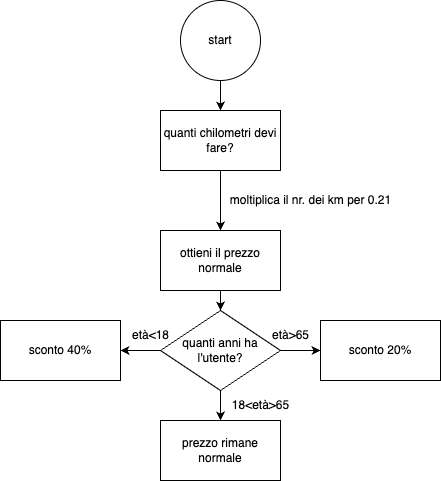 start
quanti chilometri devi
fare?
moltiplica il nr. dei km per 0.21
ottieni il prezzo
normale
età<18
quanti anni ha
l'utente?
età>65
sconto 40%
sconto 20%
18<età>65
prezzo rimane
normale